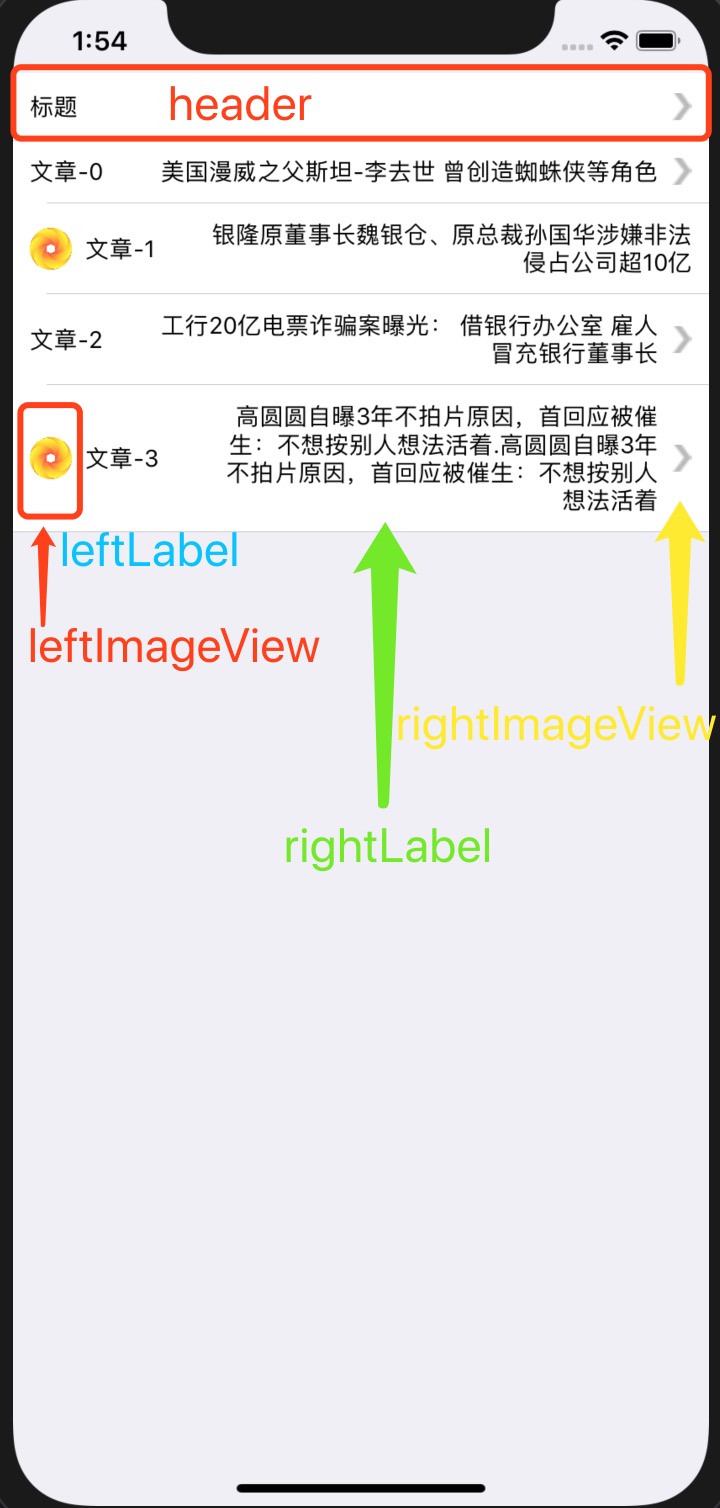 1:54
标题
header
文章-0
美国漫威之父斯坦-李去世 曾创造蜘蛛侠等角色
文章-1
银隆原董事长魏银仓、原总裁孙国华涉嫌非法
侵占公司超10亿
文章-2
工行20亿电票诈骗案曝光： 借银行办公室 雇人
冒充银行董事长
文章-3
高圆圆自曝3年不拍片原因，首回应被催
生：不想按别人想法活着.高圆圆自曝3年
不拍片原因，首回应被催生：不想按别人
想法活着
leftLabel
leftImageView
rightImageView
rightLabel